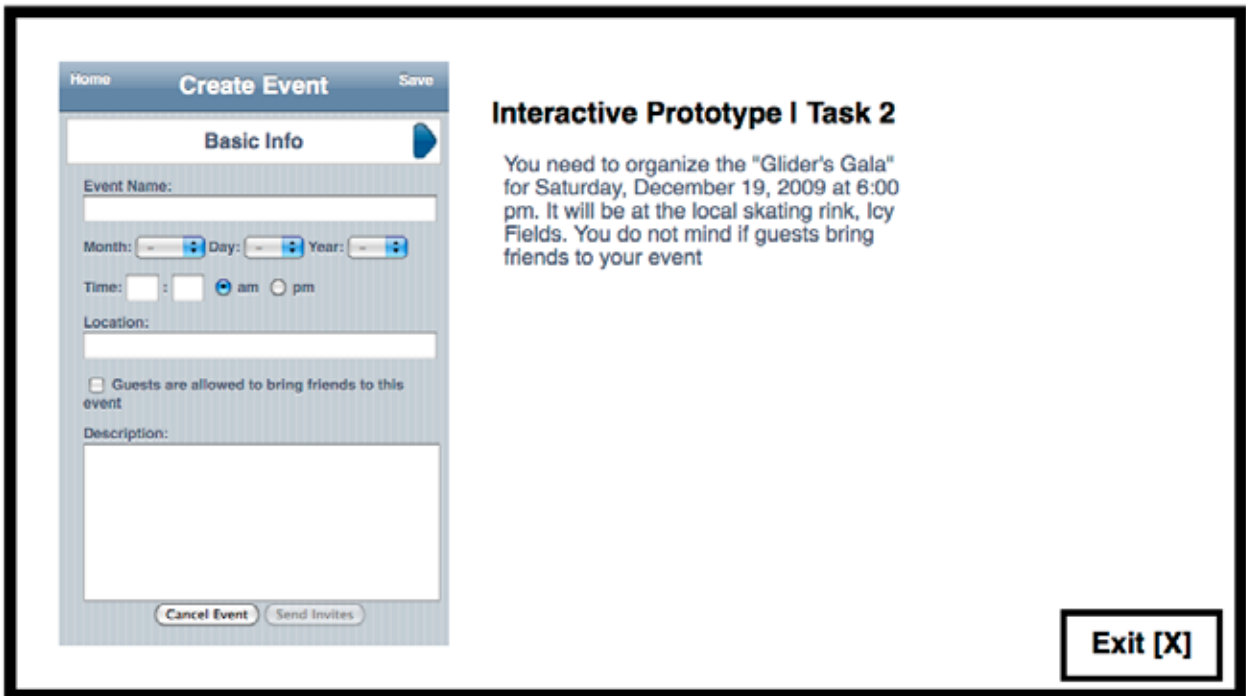 Home Create Event Save
Basic Info
Event Name:
Month: - Day: - Year: -
Time: : am pm
Location:
Guests are allowed to bring friends to this
event
Description:
Cancel Event Send Invites
Interactive Prototype | Task 2
You need to organize the "Glider's Gala"
for Saturday, December 19, 2009 at 6:00
pm. It will be at the local skating rink, Icy
Fields. You do not mind if guests bring
friends to your event
Exit [X]